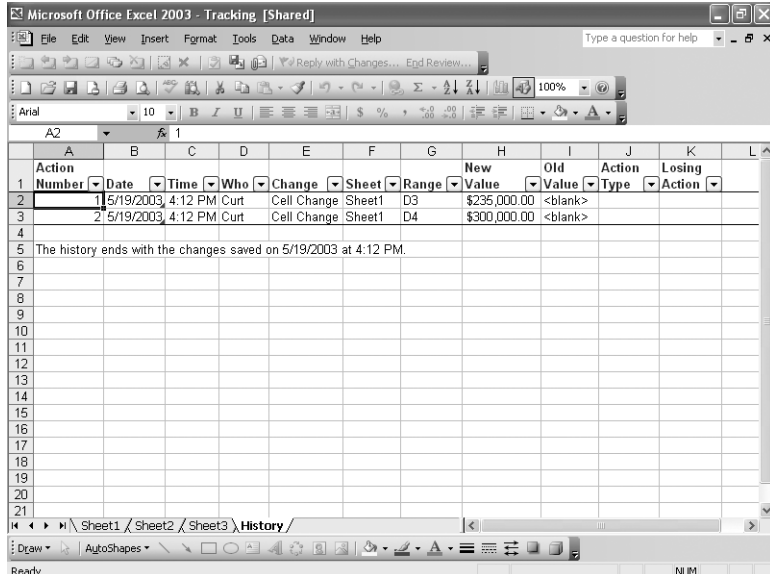 Microsoft Office Excel 2003 - Tracking [Shared]
File Edit View Insert Format Tools Data Window Help Type a question for help
Reply with Changes... End Review...
100%
Arial 10 B I U $ % ,
A2 fx 1
A B C D E F G H I J K L
1 Action Number Date Time Who Change Sheet Range New Value Old Value Action Type Losing Action
2 1 5/19/2003 4:12 PM Curt Cell Change Sheet1 D3 $235,000.00 <blank>
3 2 5/19/2003 4:12 PM Curt Cell Change Sheet1 D4 $300,000.00 <blank>
4
5 The history ends with the changes saved on 5/19/2003 at 4:12 PM.
6
7
8
9
10
11
12
13
14
15
16
17
18
19
20
21
Sheet1 Sheet2 Sheet3 History
Draw AutoShapes A
Ready NUM